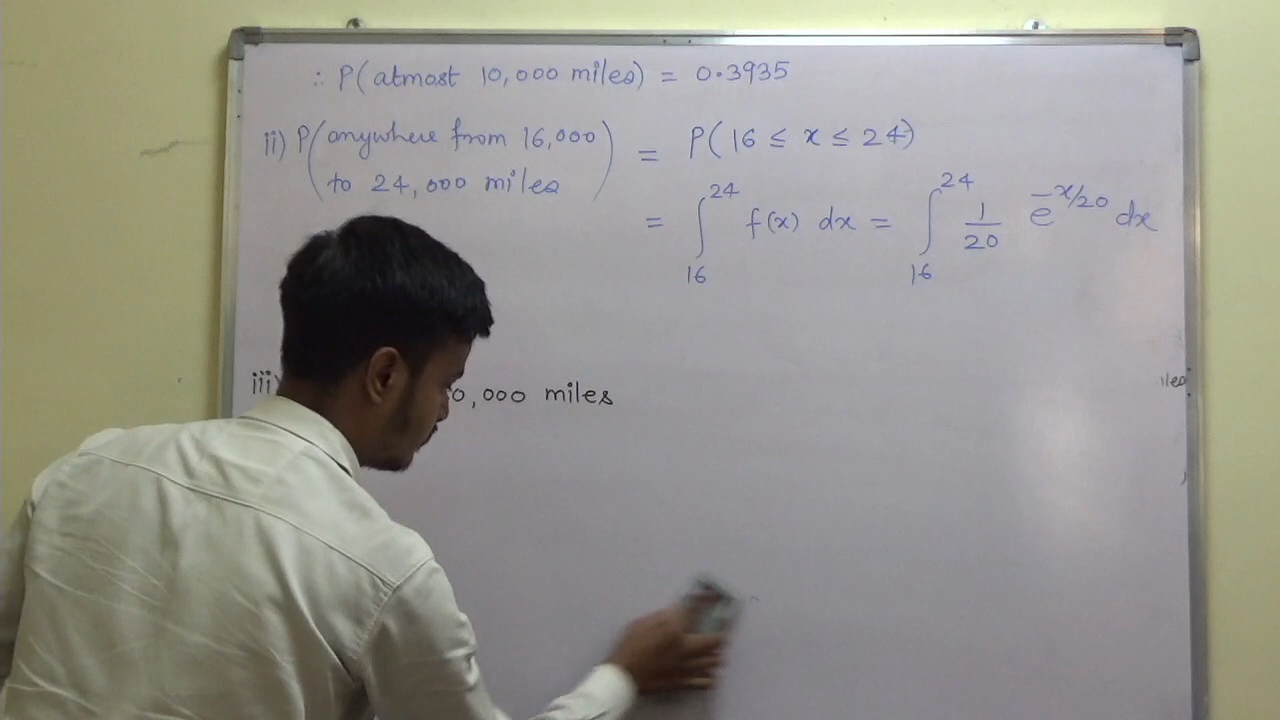 ∴ P(atmost 10,000 miles) = 0.3935
ii) P(anywhere from 16,000 to 24,000 miles) = P(16 ≤ x ≤ 24)
= ∫₁₆²⁴ f(x) dx = ∫₁₆²⁴ 1/20 e^(-x/20) dx
iii) 0,000 miles